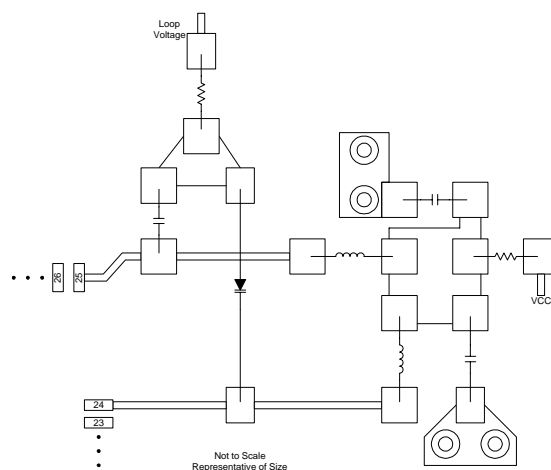 Loop
Voltage
26
25
VCC
24
23
Not to Scale
Representative of Size